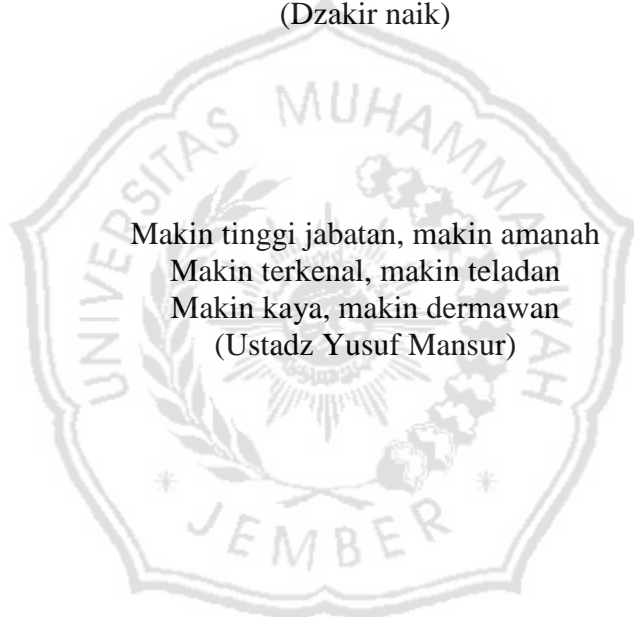 (Dzakir naik)
Makin tinggi jabatan, makin amanah
Makin terkenal, makin teladan
Makin kaya, makin dermawan
(Ustadz Yusuf Mansur)
UNIVERSITAS MUHAMMADIYAH
JEMBER